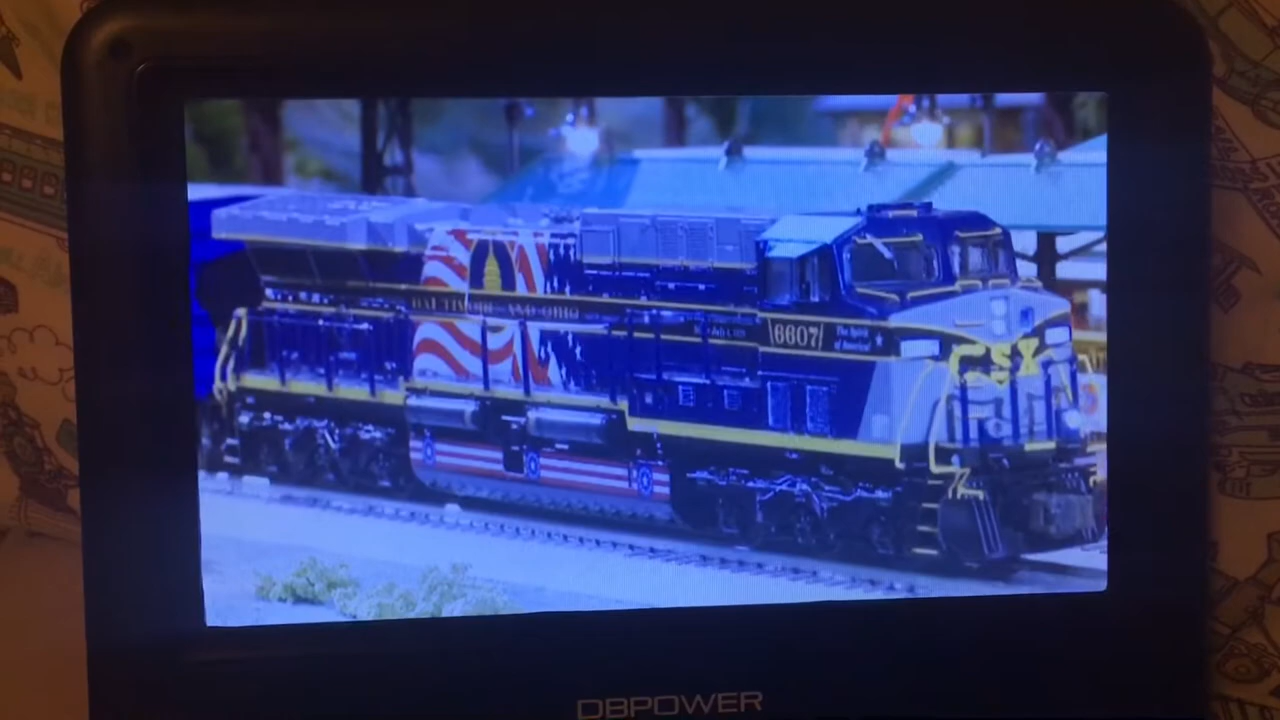 BALTIMORE AND OHIO
6607
The Spirit
of America!
CSX
DBPOWER